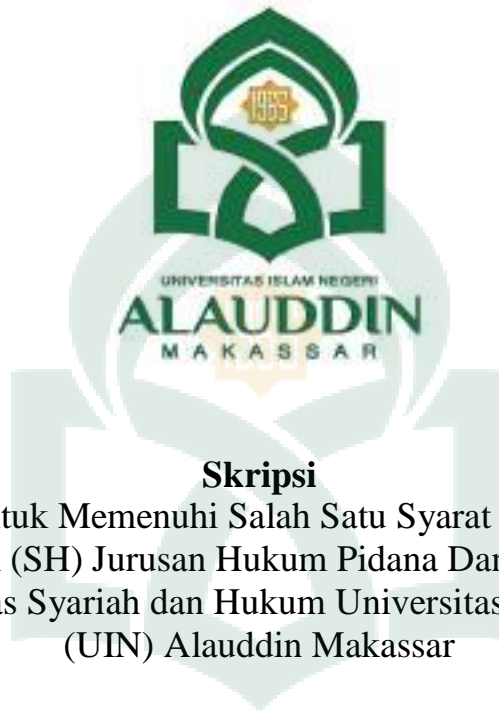 1965
UNIVERSITAS ISLAM NEGERI
ALAUDDIN
MAKASSAR
Skripsi
tuk Memenuhi Salah Satu Syarat
(SH) Jurusan Hukum Pidana Dan
as Syariah dan Hukum Universitas
(UIN) Alauddin Makassar